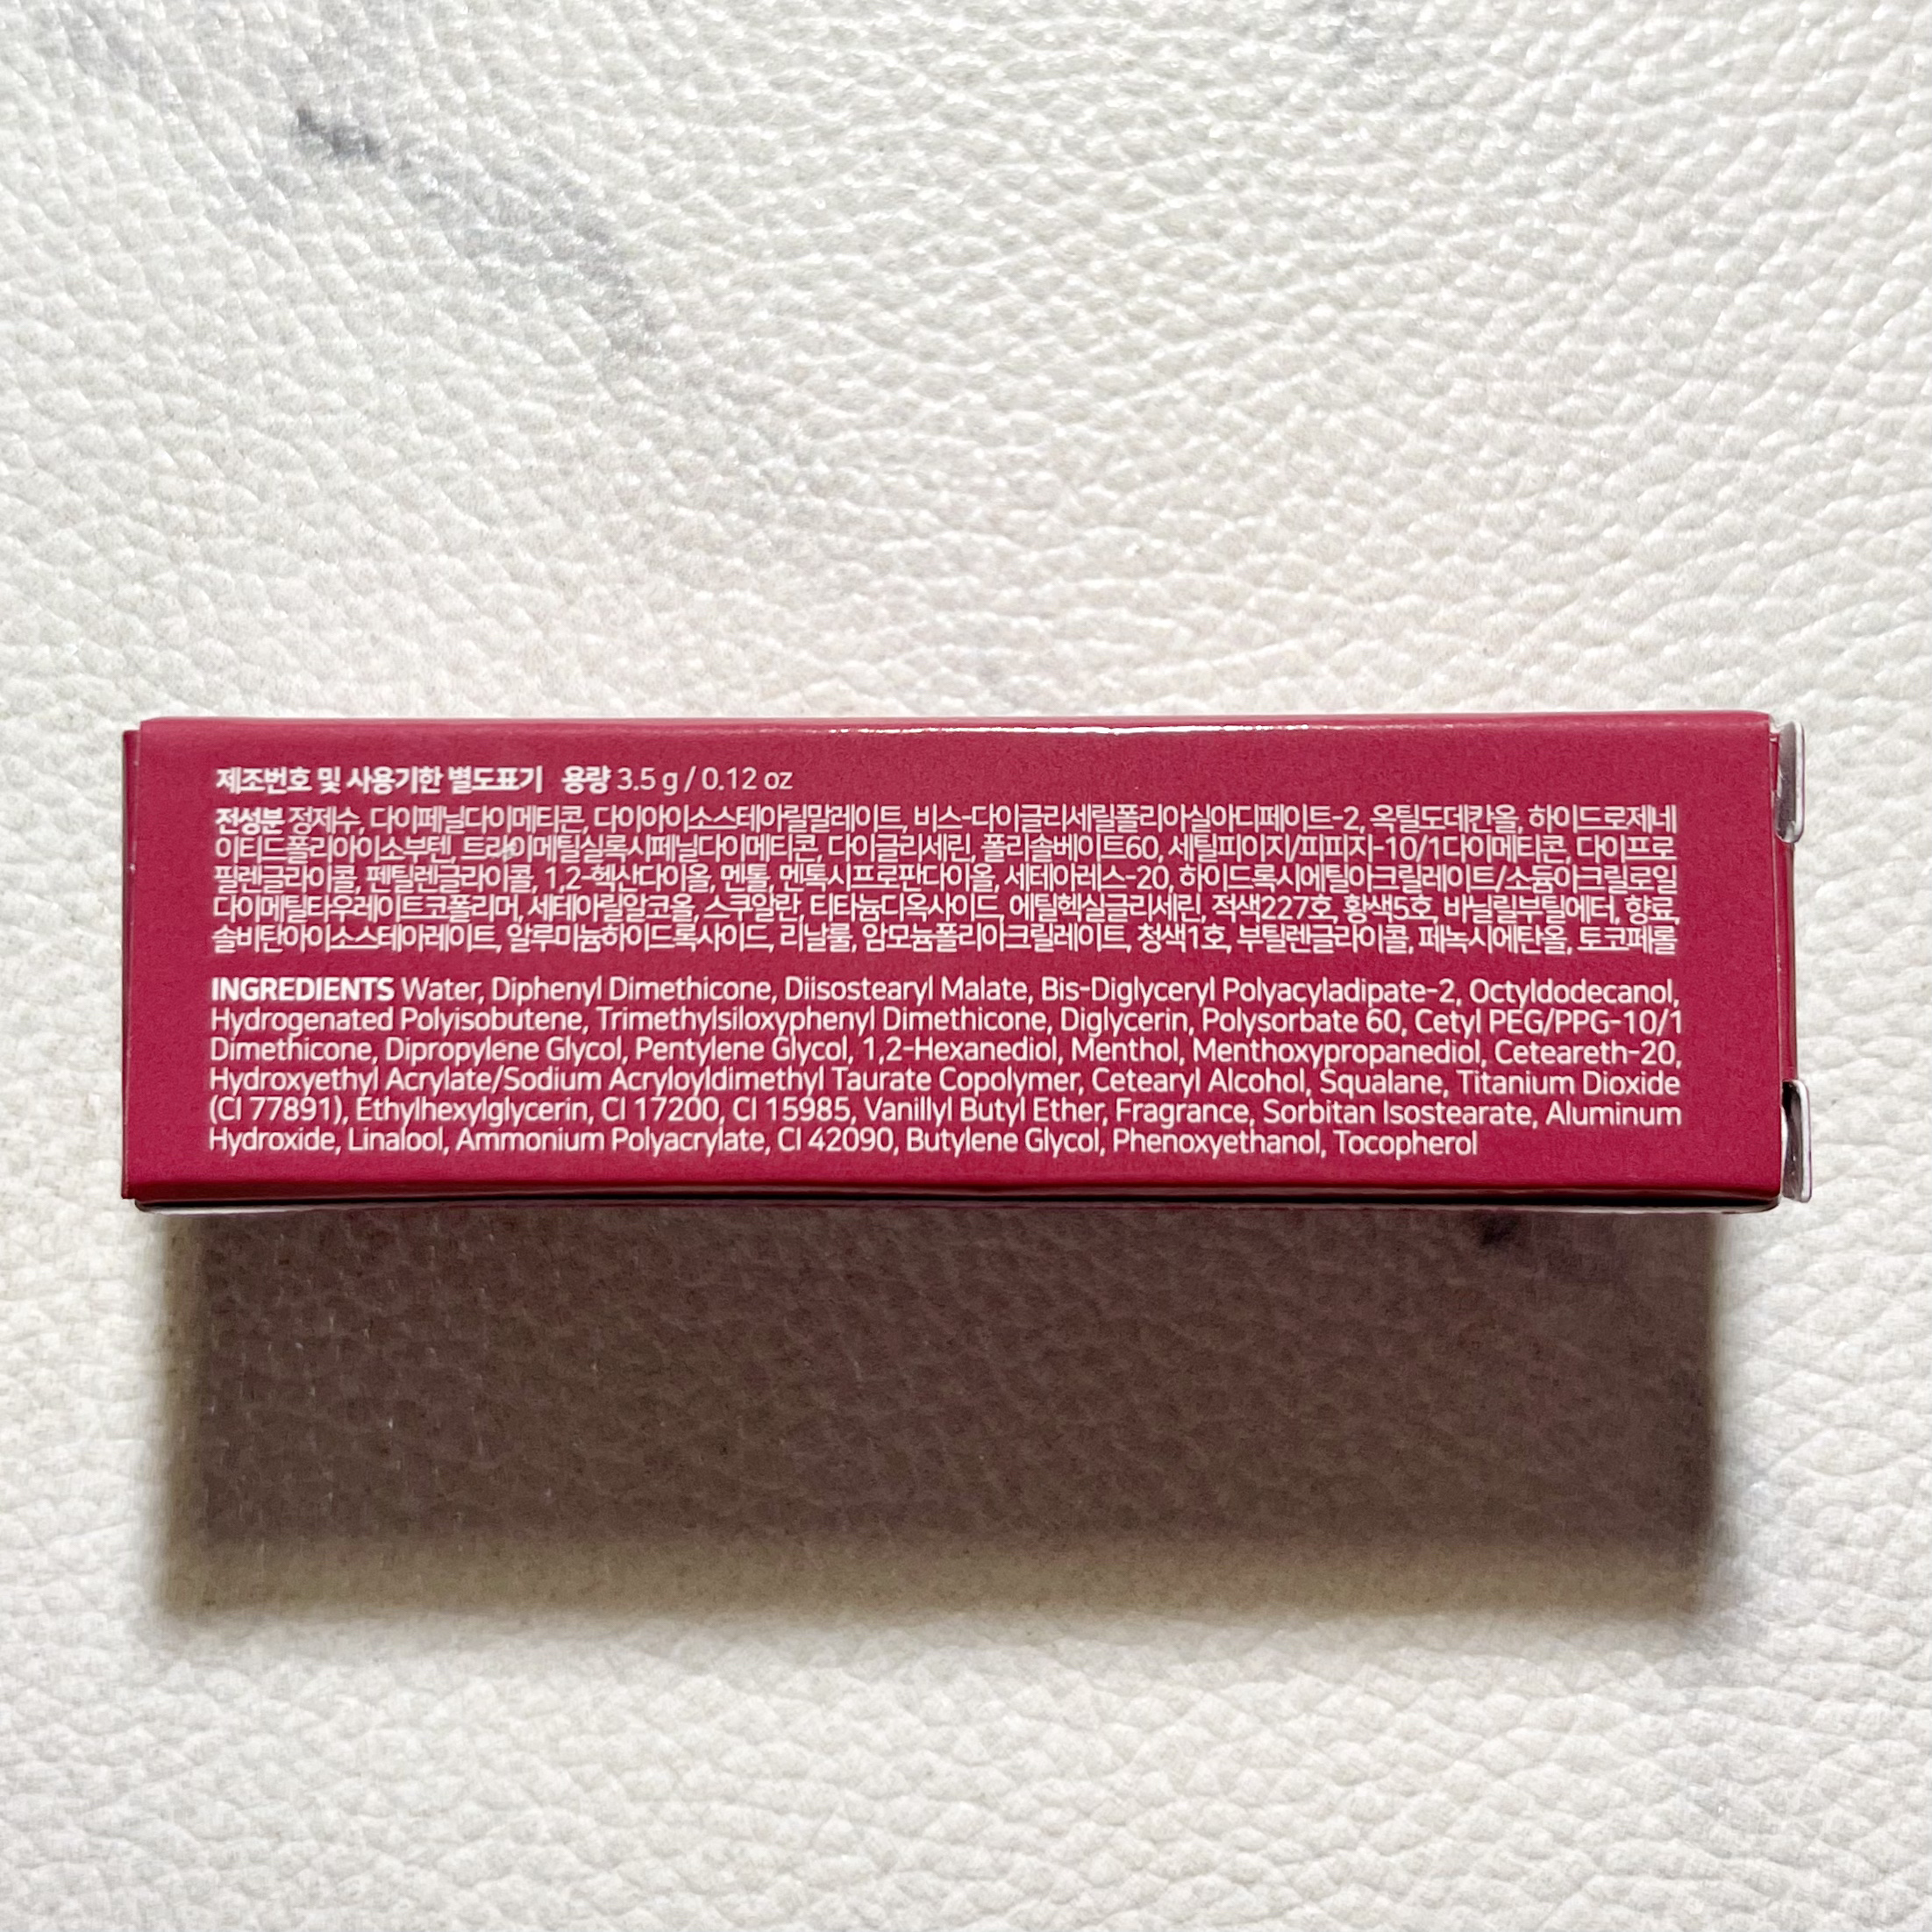 제조번호 및 사용기한 별도표기 용량 3.5 g / 0.12 oz
전성분 정제수, 다이페닐다이메티콘, 다이아이소스테아릴말레이트, 비스-다이글리세릴폴리아실아디페이트-2, 옥틸도데칸올, 하이드로제네
이티드폴리아이소부텐, 트라이메틸실록시페닐다이메티콘, 다이글리세린, 폴리솔베이트60, 세틸피이지/피피지-10/1다이메티콘, 다이프로
필렌글라이콜, 펜틸렌글라이콜, 1,2-헥산다이올, 멘톨, 멘톡시프로판다이올, 세테아레스-20, 하이드록시에틸아크릴레이트/소듐아크릴로일
다이메틸타우레이트코폴리머, 세테아릴알코올, 스쿠알란, 티타늄디옥사이드, 에틸헥실글리세린, 적색227호, 황색5호, 바닐릴부틸에터, 향료,
솔비탄아이소스테아레이트, 알루미늄하이드록사이드, 리날룰, 암모늄폴리아크릴레이트, 청색1호, 부틸렌글라이콜, 페녹시에탄올, 토코페롤
INGREDIENTS Water, Diphenyl Dimethicone, Diisostearyl Malate, Bis-Diglyceryl Polyacyladipate-2, Octyldodecanol,
Hydrogenated Polyisobutene, Trimethylsiloxyphenyl Dimethicone, Diglycerin, Polysorbate 60, Cetyl PEG/PPG-10/1
Dimethicone, Dipropylene Glycol, Pentylene Glycol, 1,2-Hexanediol, Menthol, Menthoxypropanediol, Ceteareth-20,
Hydroxyethyl Acrylate/Sodium Acryloyldimethyl Taurate Copolymer, Cetearyl Alcohol, Squalane, Titanium Dioxide
(CI 77891), Ethylhexylglycerin, CI 17200, CI 15985, Vanillyl Butyl Ether, Fragrance, Sorbitan Isostearate, Aluminum
Hydroxide, Linalool, Ammonium Polyacrylate, CI 42090, Butylene Glycol, Phenoxyethanol, Tocopherol